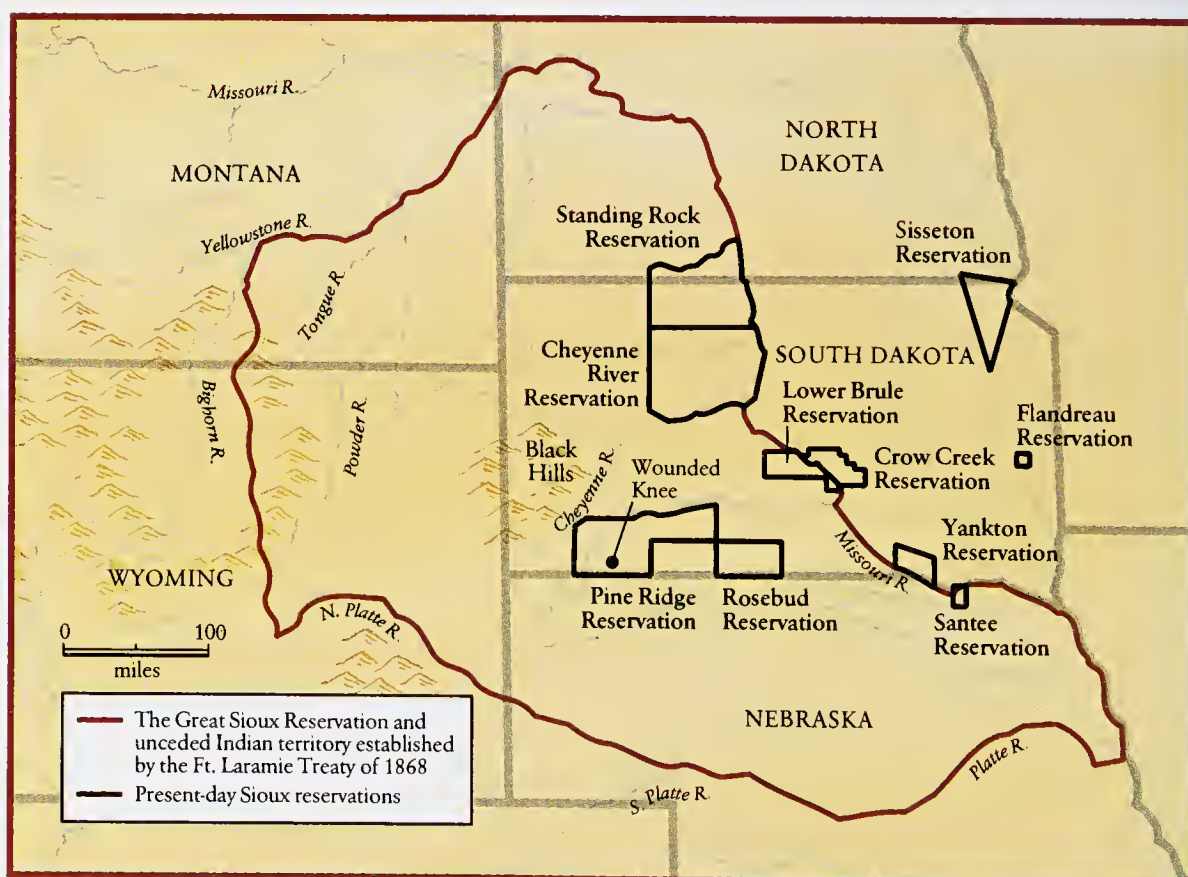 Missouri R.
NORTH
DAKOTA
MONTANA
Standing Rock
Reservation
Sisseton
Reservation
Yellowstone R.
Tongue R.
Cheyenne
River
Reservation
SOUTH DAKOTA
Lower Brule
Reservation
Flandreau
Reservation
Bighorn R.
Powder R.
Black
Hills
Cheyenne R.
Wounded
Knee
Crow Creek
Reservation
Yankton
Reservation
Missouri R.
WYOMING
Pine Ridge
Reservation
Rosebud
Reservation
Santee
Reservation
N. Platte R.
0 100
miles
NEBRASKA
The Great Sioux Reservation and
unceded Indian territory established
by the Ft. Laramie Treaty of 1868
Present-day Sioux reservations
S. Platte R.
Platte R.